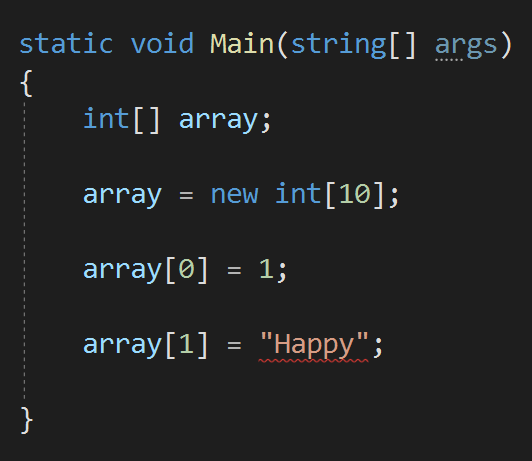 static void Main(string[] args)
{
int[] array;
array = new int[10];
array[0] = 1;
array[1] = "Happy";
}